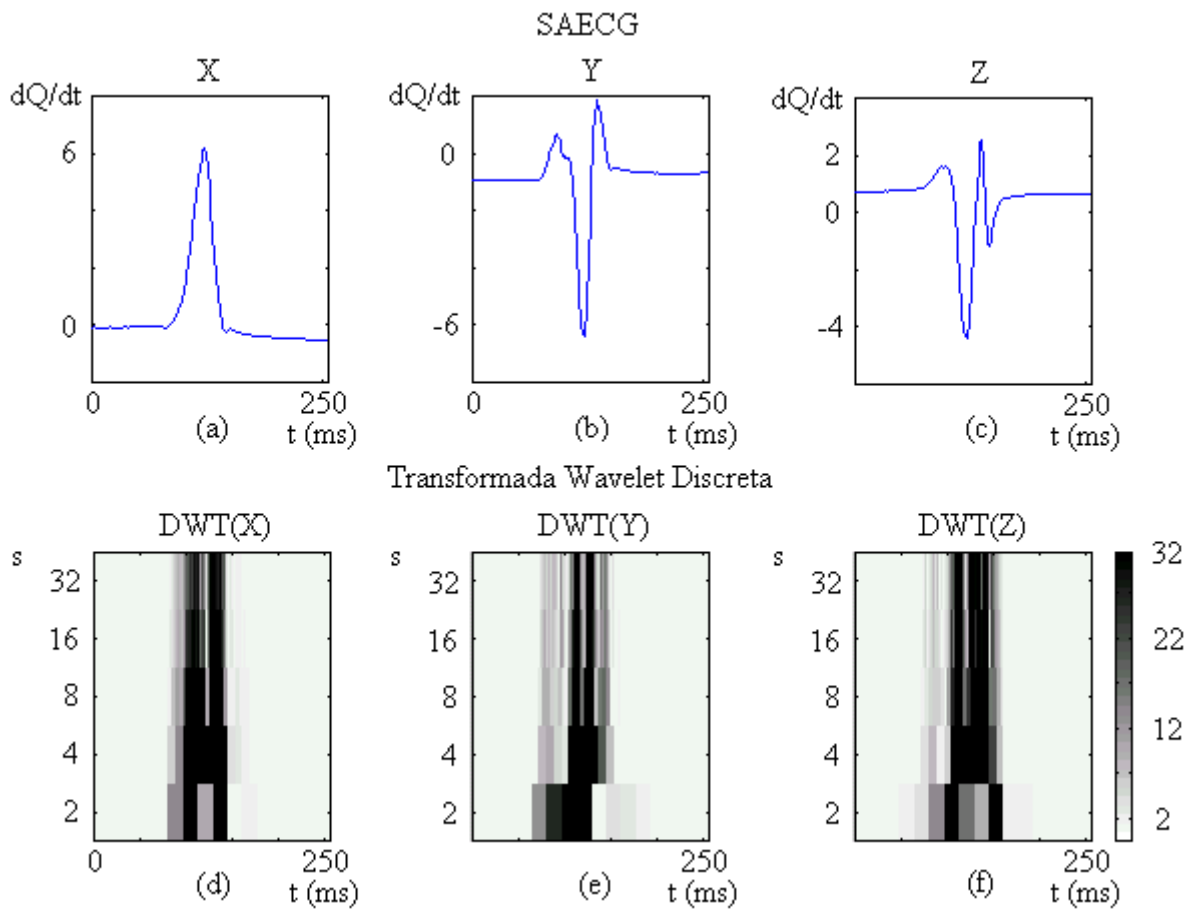 SAECG
X
Y
Z
dQ/dt
dQ/dt
dQ/dt
6
0
0
-6
2
0
-4
0
250
0
250
250
(a)
t (ms)
(b)
t (ms)
(c)
t (ms)
Transformada Wavelet Discreta
DWT(X)
DWT(Y)
DWT(Z)
s
32
16
8
4
2
s
32
16
8
4
2
s
32
16
8
4
2
32
22
12
2
0
250
0
250
250
(d)
t (ms)
(e)
t (ms)
(f)
t (ms)